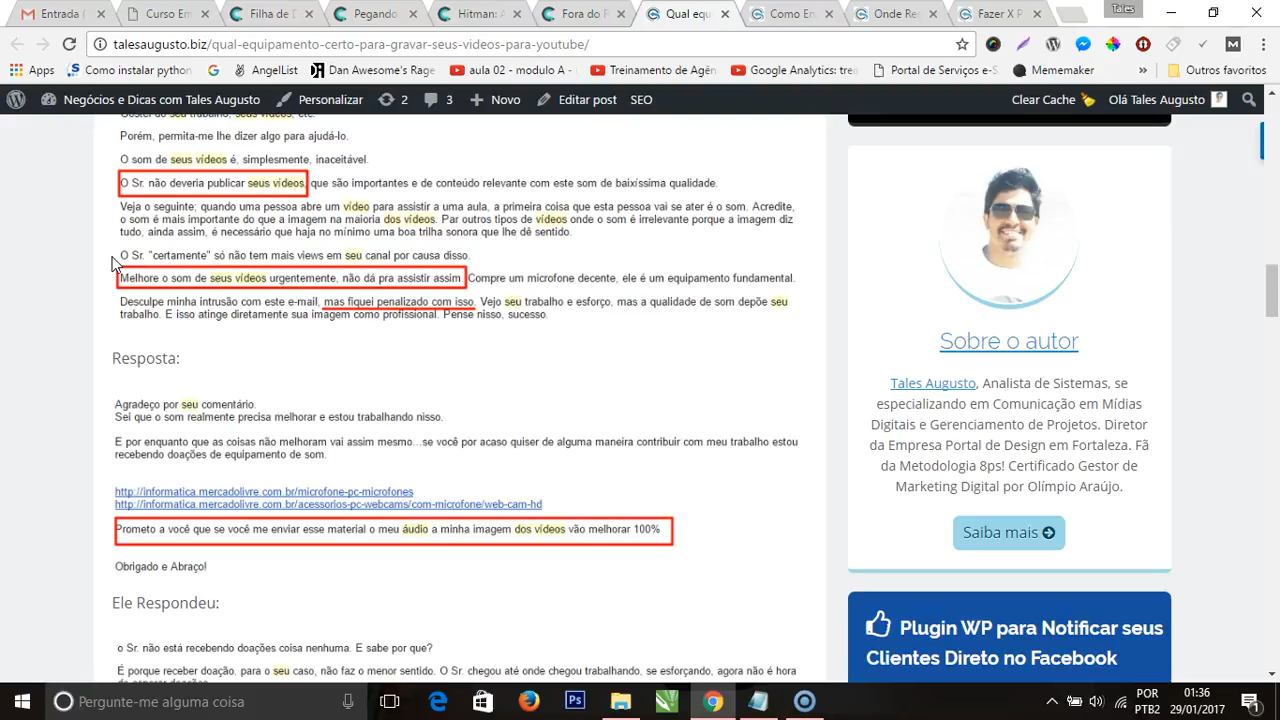 Entrada (
Curso Em
Filha de D
Pegando
Hitman: A
Fora do R
Qual equ
Como En
Onde Res
Fazer X P
Tales
talesaugusto.biz/qual-equipamento-certo-para-gravar-seus-videos-para-youtube/
Apps
Como instalar python
AngelList
Dan Awesome's Rage
aula 02 - modulo A -
Treinamento de Agên
Google Analytics: trei
Portal de Serviços e-S
Mememaker
»
Outros favoritos
Negócios e Dicas com Tales Augusto
Personalizar
2
3
Novo
Editar post
SEO
Clear Cache
Olá Tales Augusto
Gostei do seu trabalho, seus vídeos, etc.
Porém, permita-me lhe dizer algo para ajudá-lo.
O som de seus vídeos é, simplesmente, inaceitável.
O Sr. não deveria publicar seus vídeos, que são importantes e de conteúdo relevante com este som de baixíssima qualidade.
Veja o seguinte; quando uma pessoa abre um vídeo para assistir a uma aula, a primeira coisa que esta pessoa vai se ater é o som. Acredite,
o som é mais importante do que a imagem na maioria dos vídeos. Par outros tipos de vídeos onde o som é irrelevante porque a imagem diz
tudo, ainda assim, é necessário que haja no mínimo uma boa trilha sonora que lhe dê sentido.
O Sr. "certamente" só não tem mais views em seu canal por causa disso.
Melhore o som de seus vídeos urgentemente, não dá pra assistir assim. Compre um microfone decente, ele é um equipamento fundamental.
Desculpe minha intrusão com este e-mail, mas fiquei penalizado com isso. Vejo seu trabalho e esforço, mas a qualidade de som depõe seu
trabalho. E isso atinge diretamente sua imagem como profissional. Pense nisso, sucesso.
Resposta:
Agradeço por seu comentário.
Sei que o som realmente precisa melhorar e estou trabalhando nisso.
E por enquanto que as coisas não melhoram vai assim mesmo...se você por acaso quiser de alguma maneira contribuir com meu trabalho estou
recebendo doações de equipamento de som.
http://informatica.mercadolivre.com.br/microfone-pc-microfones
http://informatica.mercadolivre.com.br/acessorios-pc-webcams/com-microfone/web-cam-hd
Prometo a você que se você me enviar esse material o meu áudio a minha imagem dos vídeos vão melhorar 100%
Obrigado e Abraço!
Ele Respondeu:
o Sr. não está recebendo doações coisa nenhuma. E sabe por que?
É porque receber doação, para o seu caso, não faz o menor sentido. O Sr. chegou até onde chegou trabalhando, se esforçando, agora não é hora
Sobre o autor
Tales Augusto, Analista de Sistemas, se
especializando em Comunicação em Mídias
Digitais e Gerenciamento de Projetos. Diretor
da Empresa Portal de Design em Fortaleza. Fã
da Metodologia 8ps! Certificado Gestor de
Marketing Digital por Olímpio Araújo.
Saiba mais
Plugin WP para Notificar seus
Clientes Direto no Facebook
Pergunte-me alguma coisa
POR
PTB2
01:36
29/01/2017